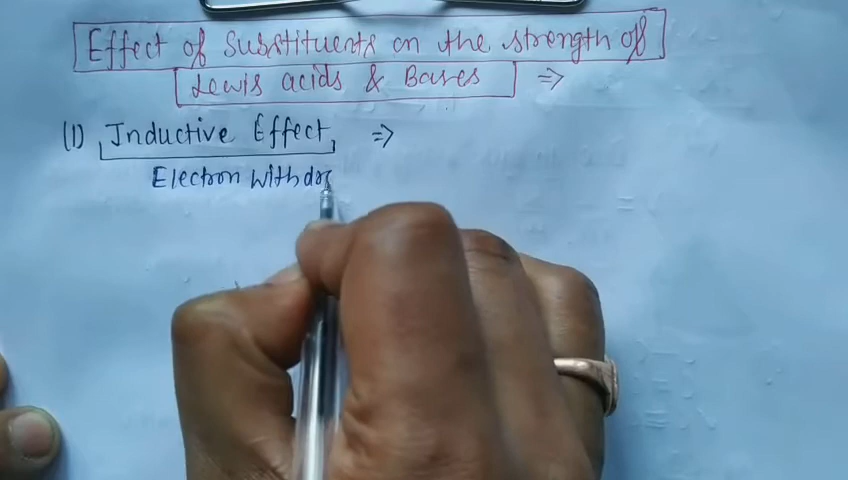 Effect of Substituents on the strength of
Lewis acids & Bases ⇒
(1) Inductive Effect ⇒
Electron Withdr